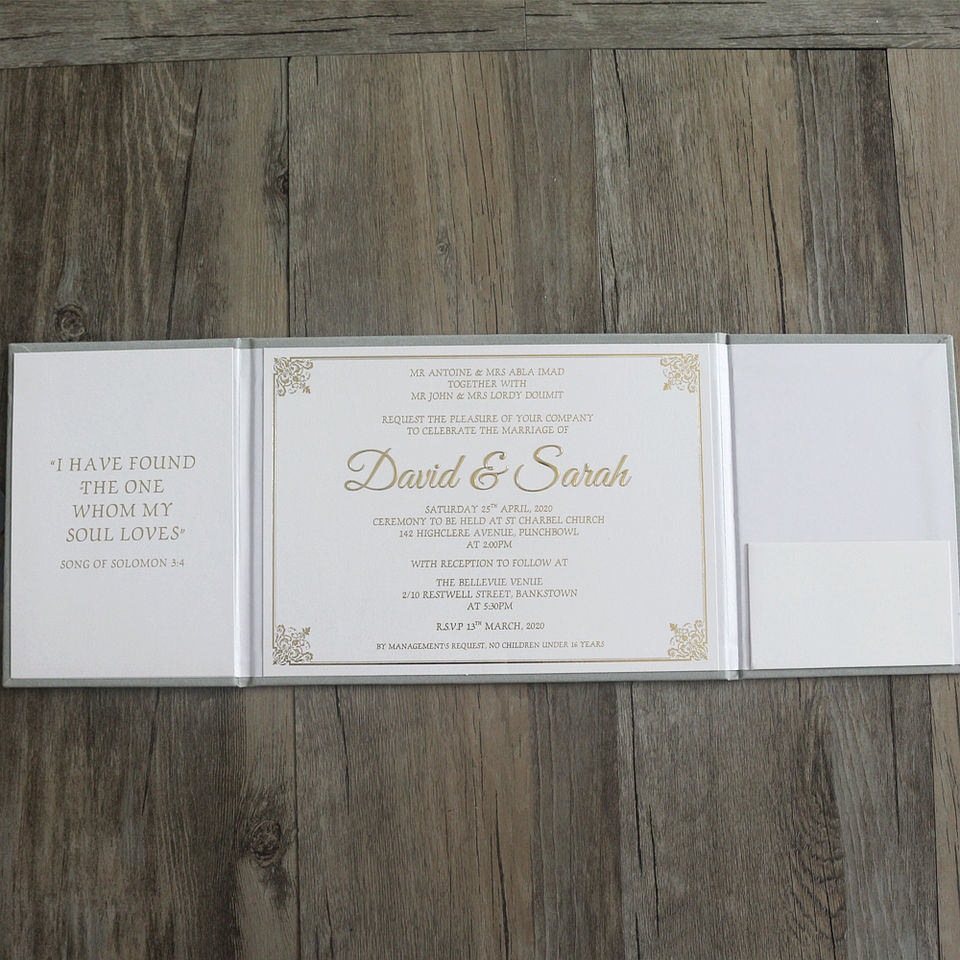 "I HAVE FOUND
THE ONE
WHOM MY
SOUL LOVES"
SONG OF SOLOMON 3:4
MR ANTOINE & MRS ABLA IMAD
TOGETHER WITH
MR JOHN & MRS LORDY DOUMIT
REQUEST THE PLEASURE OF YOUR COMPANY
TO CELEBRATE THE MARRIAGE OF
David & Sarah
SATURDAY 25TH APRIL, 2020
CEREMONY TO BE HELD AT ST CHARBEL CHURCH
142 HIGHCLERE AVENUE, PUNCHBOWL
AT 2:00PM
WITH RECEPTION TO FOLLOW AT
THE BELLEVUE VENUE
2/10 RESTWELL STREET, BANKSTOWN
AT 5:30PM
R.S.V.P 13TH MARCH, 2020
BY MANAGEMENT'S REQUEST, NO CHILDREN UNDER 16 YEARS